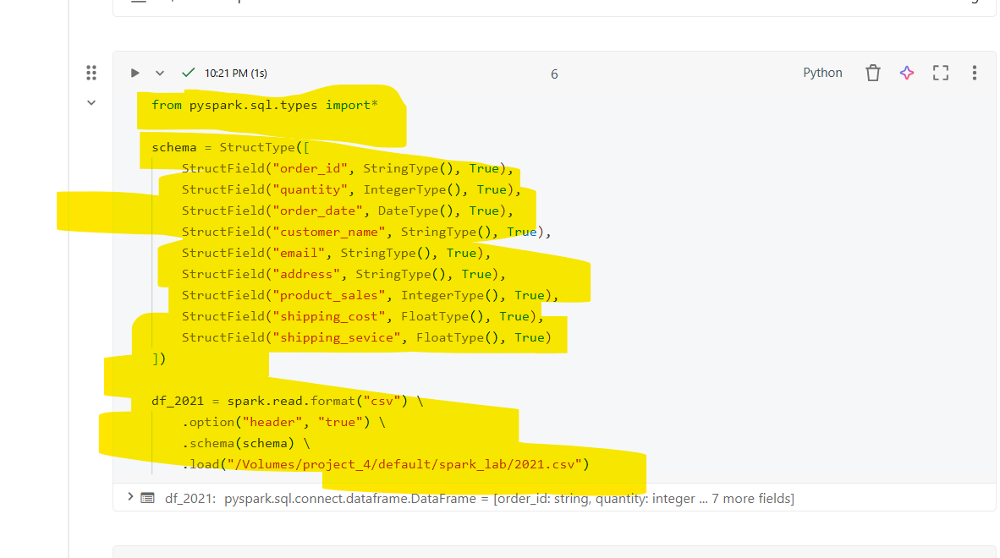 10:21 PM (1s)
6
Python
from pyspark.sql.types import*
schema = StructType([
StructField("order_id", StringType(), True),
StructField("quantity", IntegerType(), True),
StructField("order_date", DateType(), True),
StructField("customer_name", StringType(), True),
StructField("email", StringType(), True),
StructField("address", StringType(), True),
StructField("product_sales", IntegerType(), True),
StructField("shipping_cost", FloatType(), True),
StructField("shipping_sevice", FloatType(), True)
])
df_2021 = spark.read.format("csv") \
.option("header", "true") \
.schema(schema) \
.load("/Volumes/project_4/default/spark_lab/2021.csv")
df_2021: pyspark.sql.connect.dataframe.DataFrame = [order_id: string, quantity: integer ... 7 more fields]